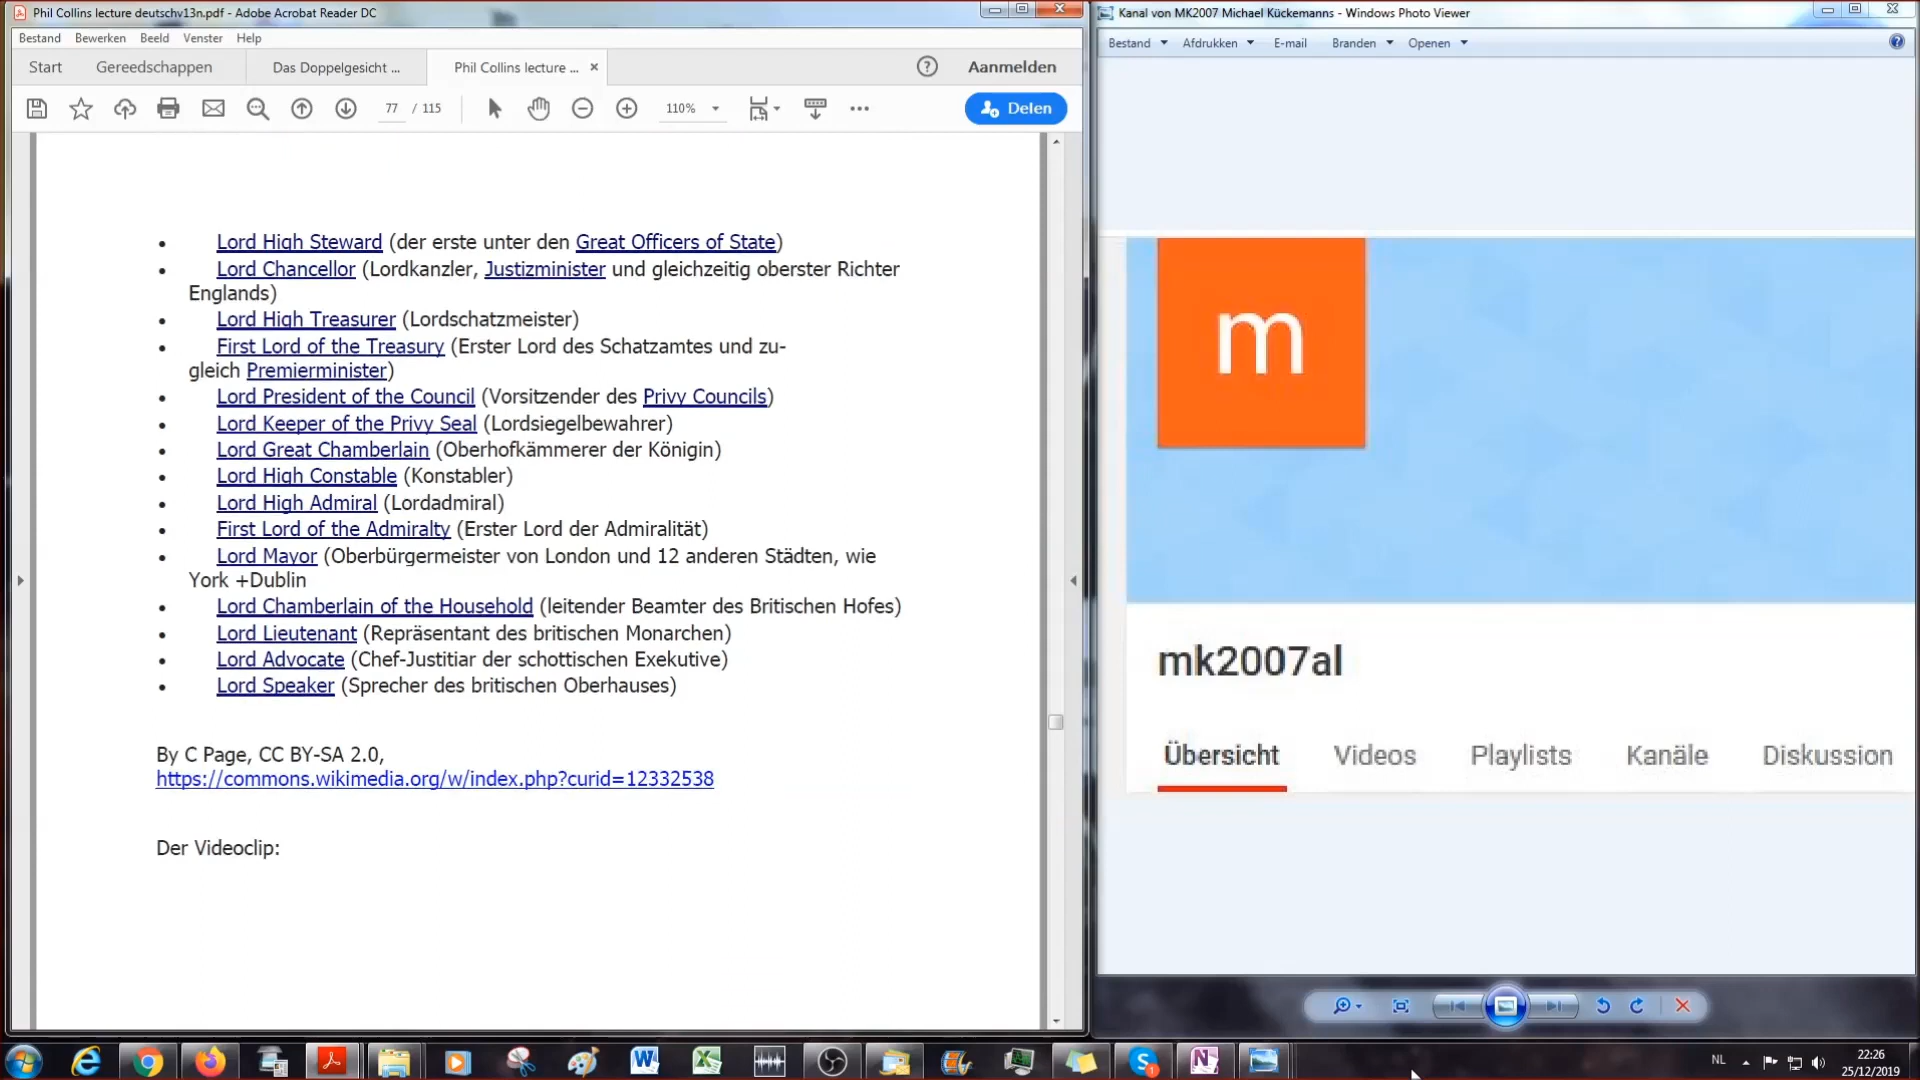 Phil Collins lecture deutschv13n.pdf - Adobe Acrobat Reader DC
Bestand Bewerken Beeld Venster Help
Start Gereedschappen Das Doppelgesicht ... Phil Collins lecture ... × Aanmelden
77 / 115 110% Delen
• Lord High Steward (der erste unter den Great Officers of State)
• Lord Chancellor (Lordkanzler, Justizminister und gleichzeitig oberster Richter
Englands)
• Lord High Treasurer (Lordschatzmeister)
• First Lord of the Treasury (Erster Lord des Schatzamtes und zu-
gleich Premierminister)
• Lord President of the Council (Vorsitzender des Privy Councils)
• Lord Keeper of the Privy Seal (Lordsiegelbewahrer)
• Lord Great Chamberlain (Oberhofkämmerer der Königin)
• Lord High Constable (Konstabler)
• Lord High Admiral (Lordadmiral)
• First Lord of the Admiralty (Erster Lord der Admiralität)
• Lord Mayor (Oberbürgermeister von London und 12 anderen Städten, wie
York +Dublin
• Lord Chamberlain of the Household (leitender Beamter des Britischen Hofes)
• Lord Lieutenant (Repräsentant des britischen Monarchen)
• Lord Advocate (Chef-Justitiar der schottischen Exekutive)
• Lord Speaker (Sprecher des britischen Oberhauses)
By C Page, CC BY-SA 2.0,
https://commons.wikimedia.org/w/index.php?curid=12332538
Der Videoclip:
Kanal von MK2007 Michael Kückemanns - Windows Photo Viewer
Bestand Afdrukken E-mail Branden Openen
m
mk2007al
Übersicht Videos Playlists Kanäle Diskussion
NL
22:26
25/12/2019